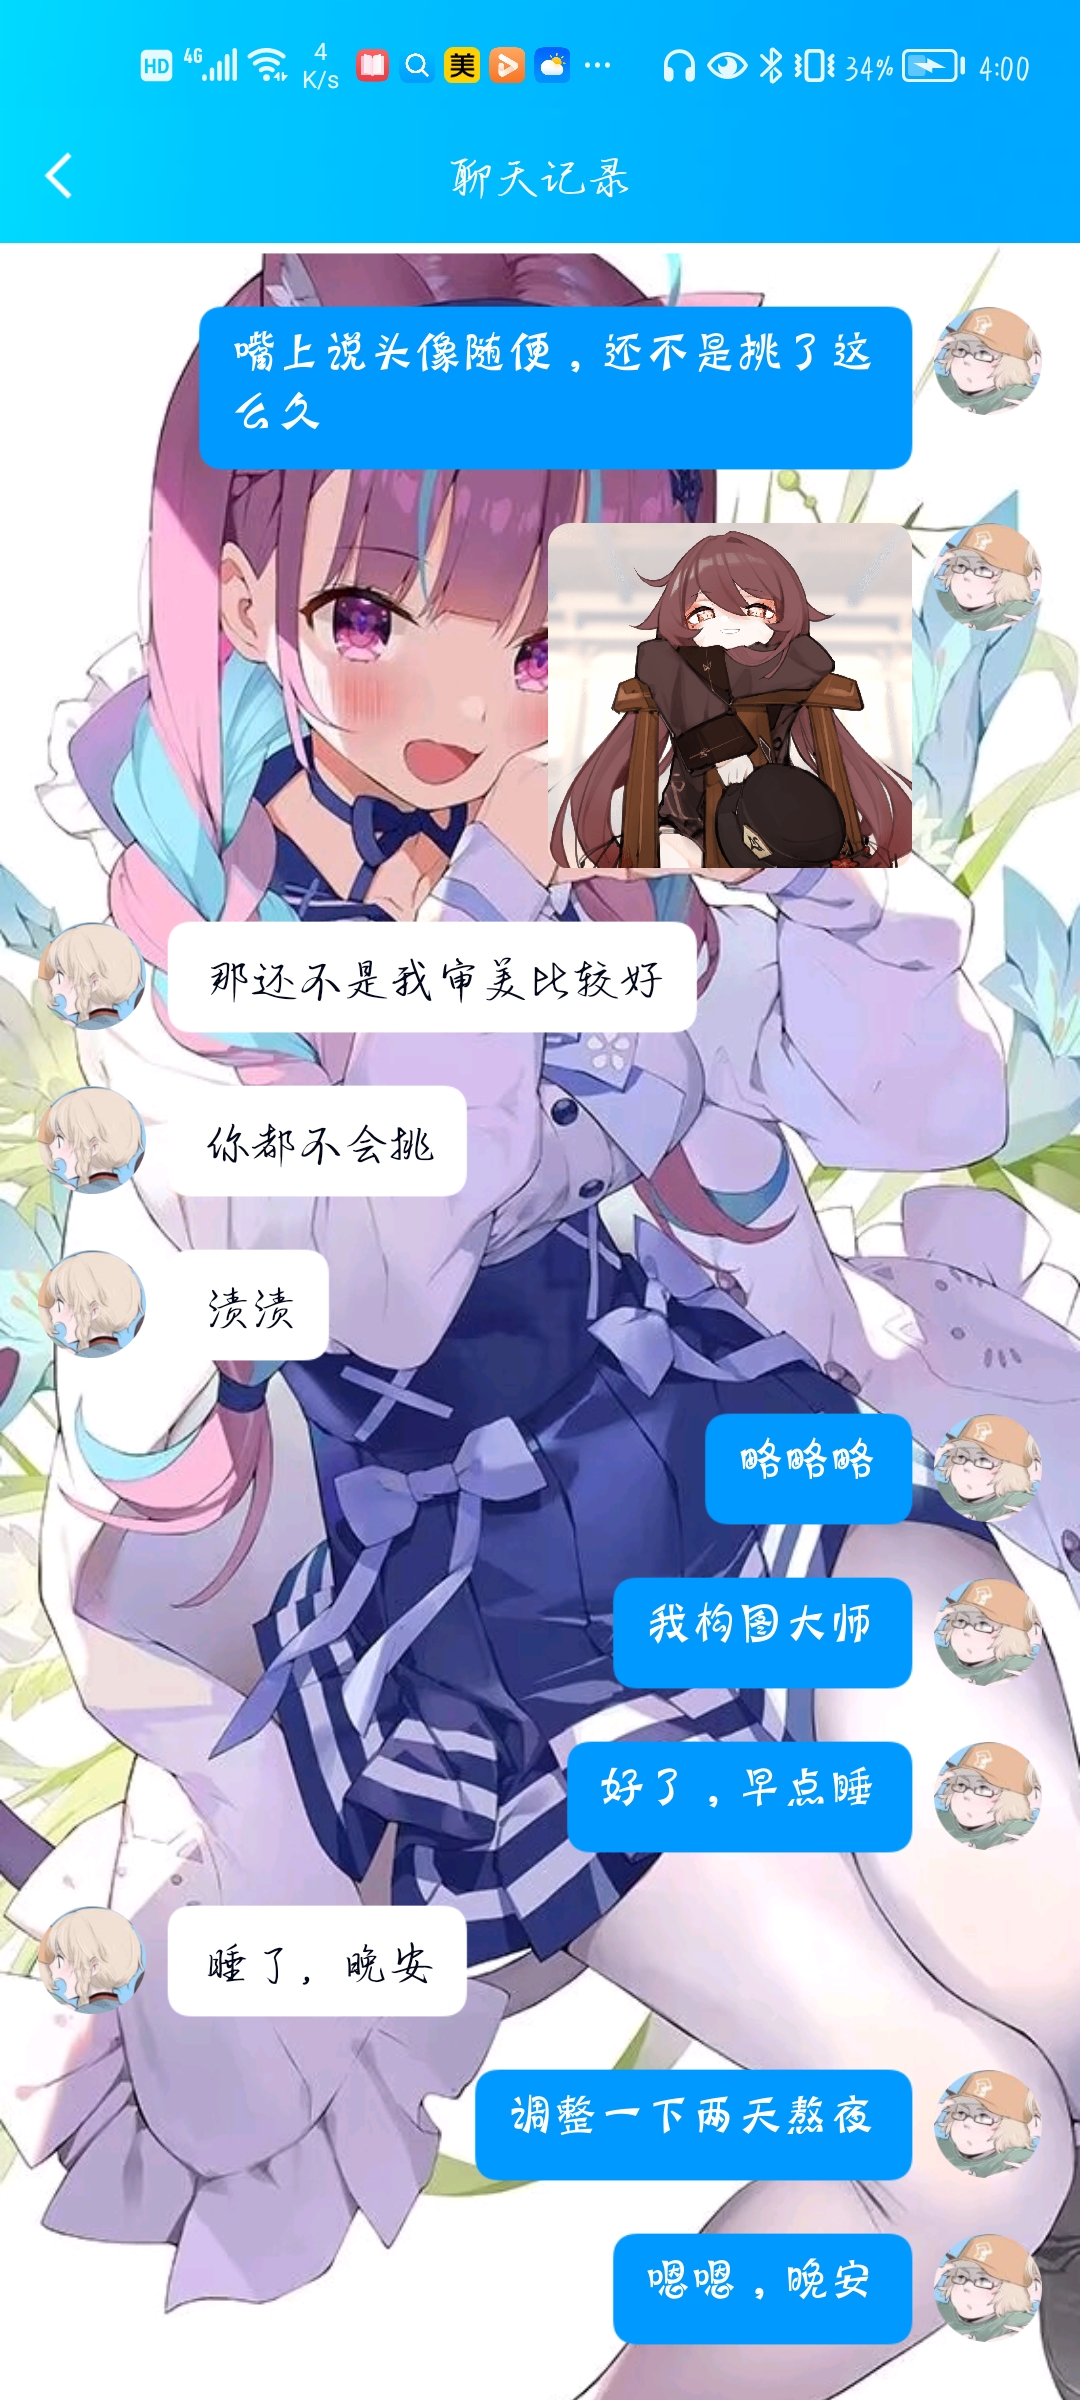 HD 4G 4 K/s 美 ··· 34% 4:00
聊天记录
嘴上说头像随便，还不是挑了这
么久
那还不是我审美比较好
你都不会挑
渍渍
略略略
我构图大师
好了，早点睡
睡了，晚安
调整一下两天熬夜
嗯嗯，晚安